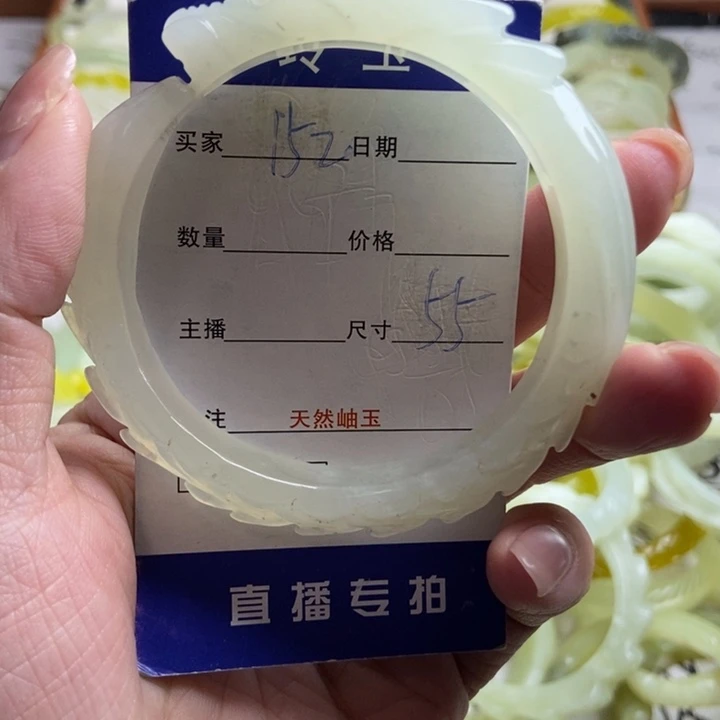 玉
买家 152 日期
数量 价格
主播 尺寸 55
注 天然岫玉
直播专拍